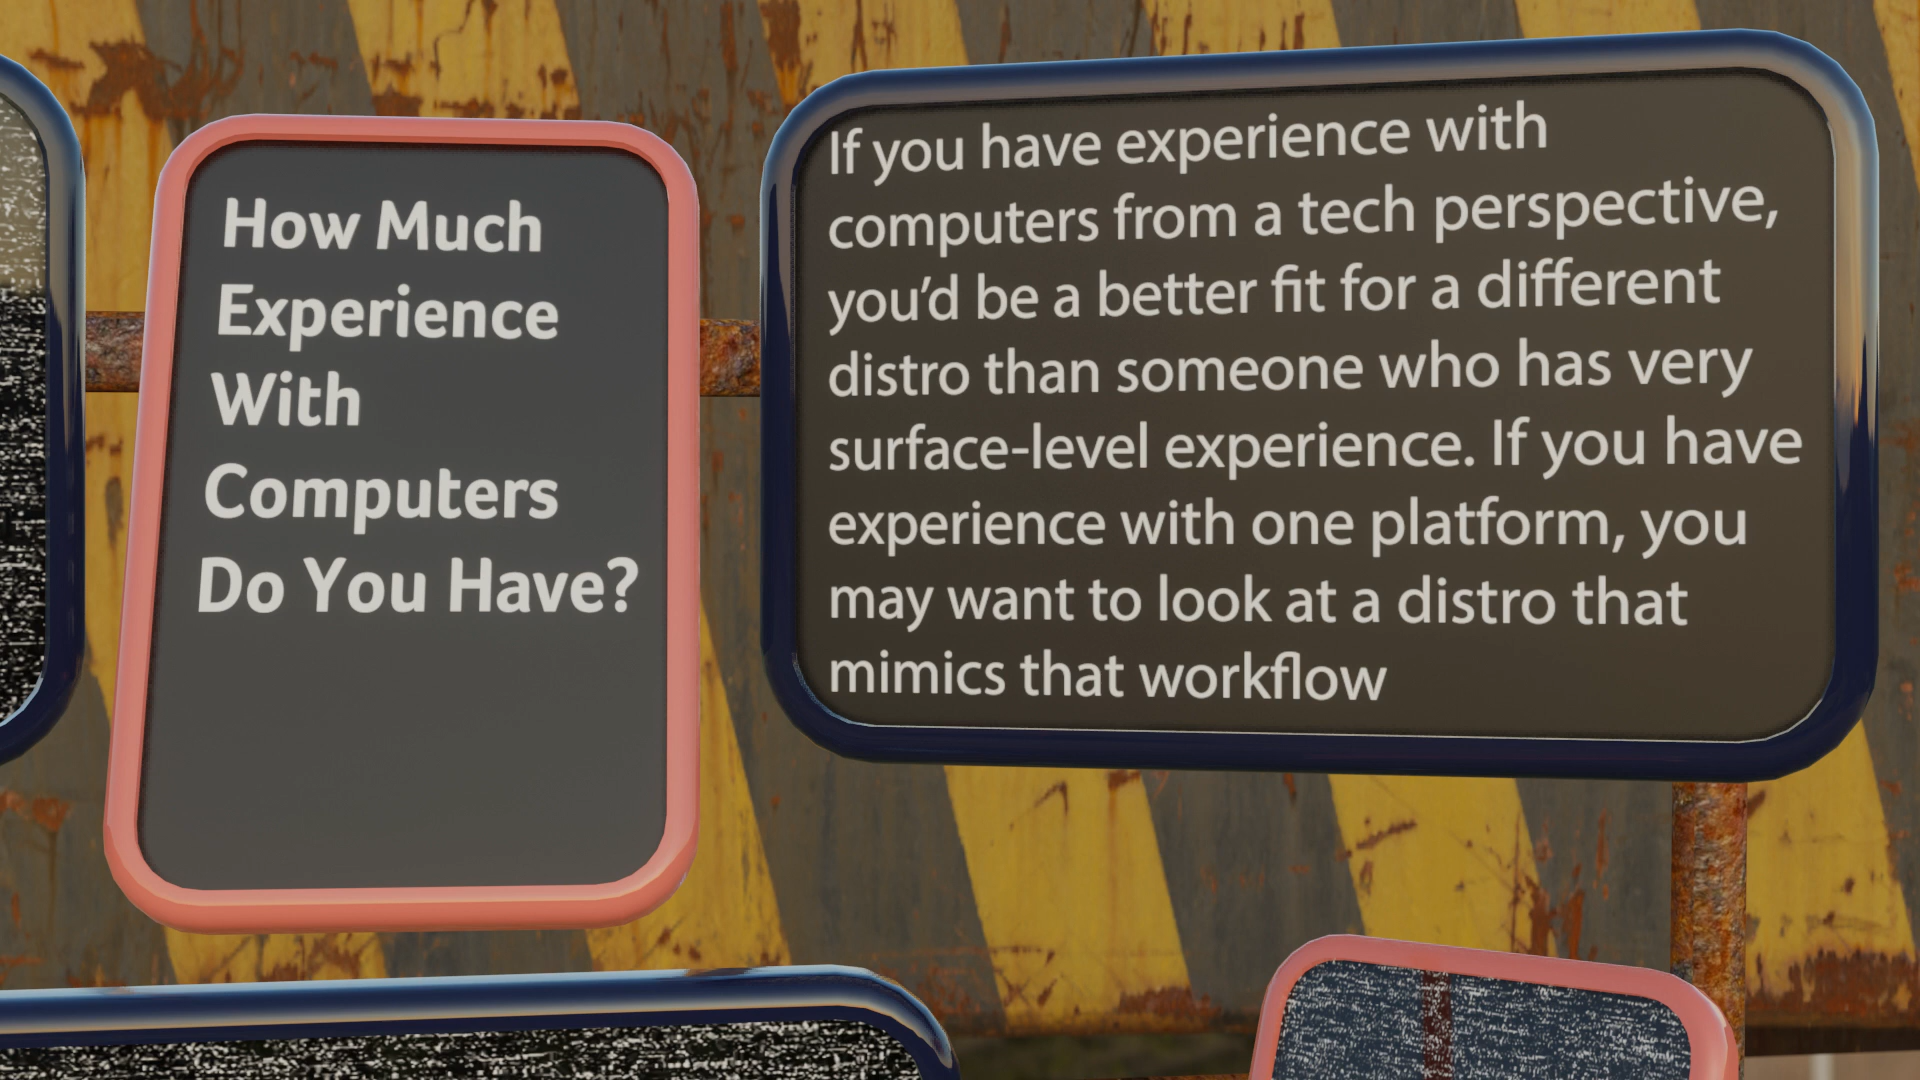 How Much
Experience
With
Computers
Do You Have?
If you have experience with
computers from a tech perspective,
you’d be a better fit for a different
distro than someone who has very
surface-level experience. If you have
experience with one platform, you
may want to look at a distro that
mimics that workflow